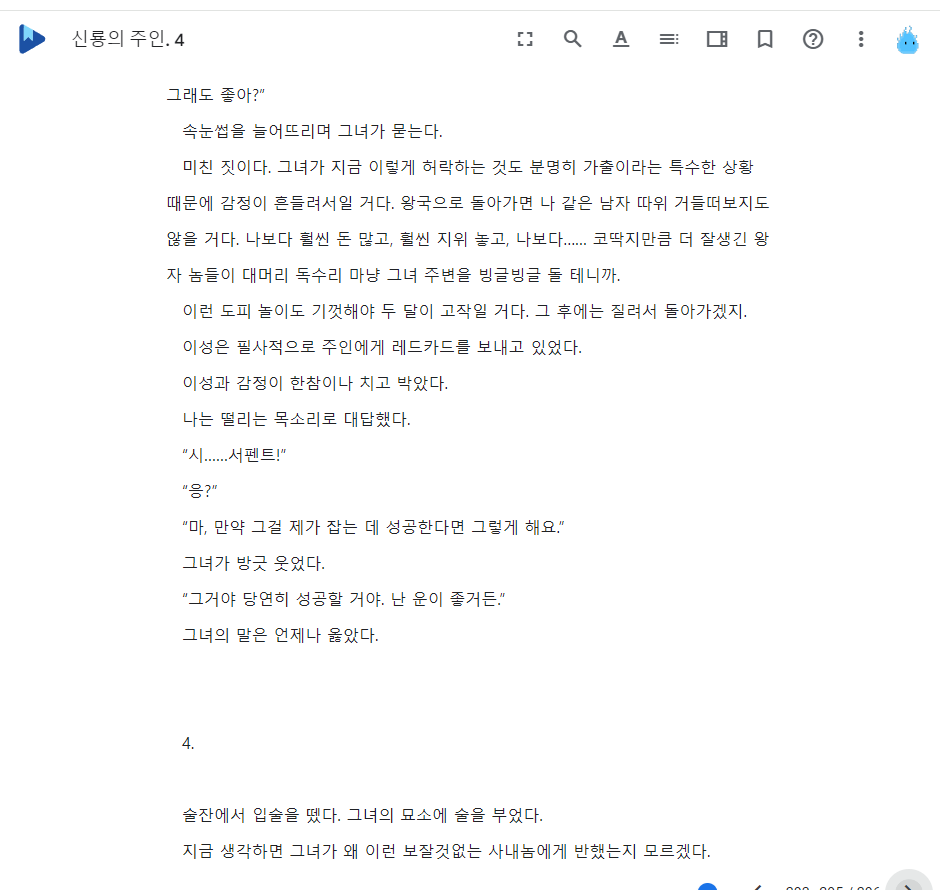 신룡의 주인. 4
그래도 좋아?”
속눈썹을 늘어뜨리며 그녀가 묻는다.
미친 짓이다. 그녀가 지금 이렇게 허락하는 것도 분명히 가출이라는 특수한 상황
때문에 감정이 흔들려서일 거다. 왕국으로 돌아가면 나 같은 남자 따위 거들떠보지도
않을 거다. 나보다 훨씬 돈 많고, 훨씬 지위 높고, 나보다…… 코딱지만큼 더 잘생긴 왕
자 놈들이 대머리 독수리 마냥 그녀 주변을 빙글빙글 돌 테니까.
이런 도피 놀이도 기껏해야 두 달이 고작일 거다. 그 후에는 질려서 돌아가겠지.
이성은 필사적으로 주인에게 레드카드를 보내고 있었다.
이성과 감정이 한참이나 치고 박았다.
나는 떨리는 목소리로 대답했다.
“시……서펜트!”
“응?”
“마, 만약 그걸 제가 잡는 데 성공한다면 그렇게 해요.”
그녀가 방긋 웃었다.
“그거야 당연히 성공할 거야. 난 운이 좋거든.”
그녀의 말은 언제나 옳았다.
4.
술잔에서 입술을 뗐다. 그녀의 묘소에 술을 부었다.
지금 생각하면 그녀가 왜 이런 보잘것없는 사내놈에게 반했는지 모르겠다.